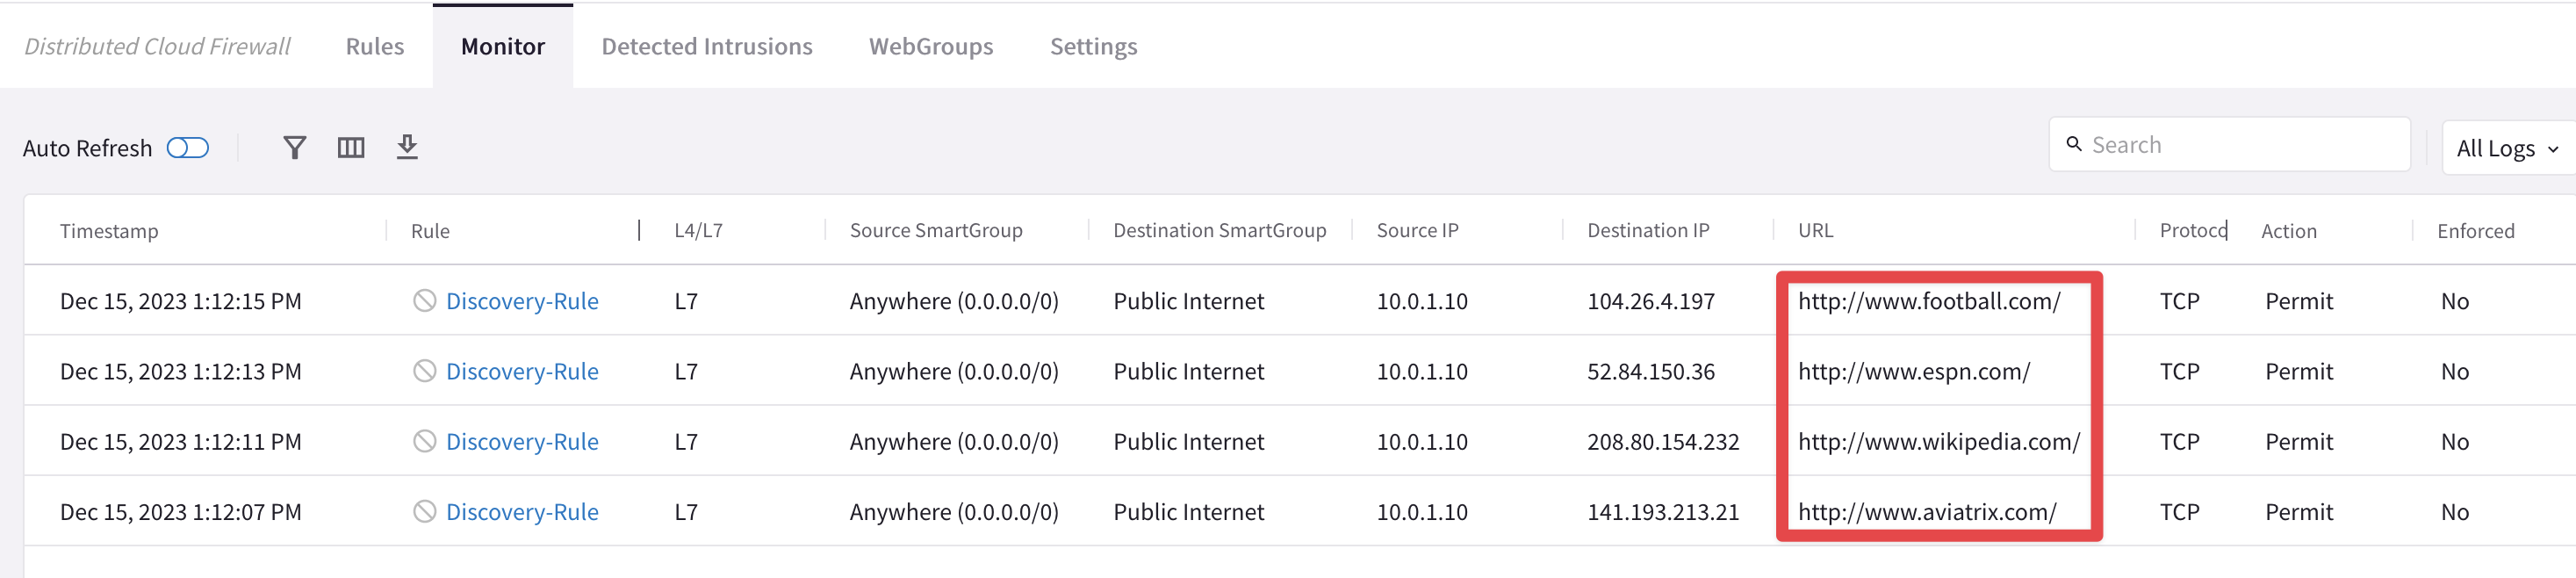 Distributed Cloud Firewall Rules Monitor Detected Intrusions WebGroups Settings
Auto Refresh Search All Logs
Timestamp Rule L4/L7 Source SmartGroup Destination SmartGroup Source IP Destination IP URL Protoco Action Enforced
Dec 15, 2023 1:12:15 PM Discovery-Rule L7 Anywhere (0.0.0.0/0) Public Internet 10.0.1.10 104.26.4.197 http://www.football.com/ TCP Permit No
Dec 15, 2023 1:12:13 PM Discovery-Rule L7 Anywhere (0.0.0.0/0) Public Internet 10.0.1.10 52.84.150.36 http://www.espn.com/ TCP Permit No
Dec 15, 2023 1:12:11 PM Discovery-Rule L7 Anywhere (0.0.0.0/0) Public Internet 10.0.1.10 208.80.154.232 http://www.wikipedia.com/ TCP Permit No
Dec 15, 2023 1:12:07 PM Discovery-Rule L7 Anywhere (0.0.0.0/0) Public Internet 10.0.1.10 141.193.213.21 http://www.aviatrix.com/ TCP Permit No